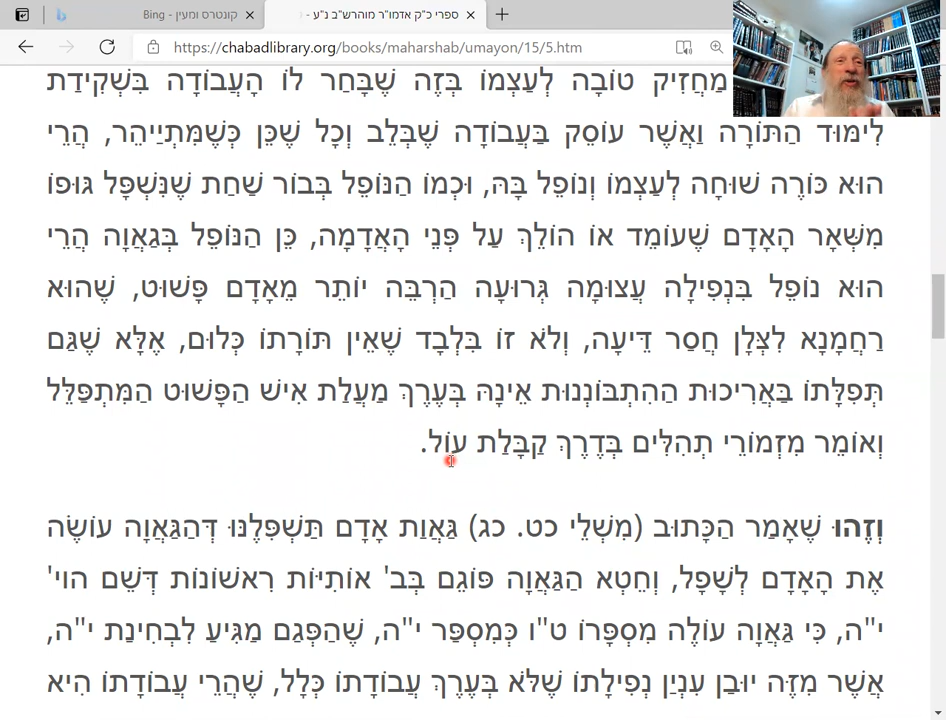 קונטרס ומעין - Bing
ספרי כ"ק אדמו"ר מוהרש"ב נ"ע -
https://chabadlibrary.org/books/maharshab/umayon/15/5.htm
מַחֲזִיק טוֹבָה לְעַצְמוֹ בְּזֶה שֶׁבָּחַר לוֹ הָעֲבוֹדָה בִּשְׁקִידַת
לִימּוּד הַתּוֹרָה וַאֲשֶׁר עוֹסֵק בַּעֲבוֹדָה שֶׁבְּלֵב וְכָל שֶׁכֵּן כְּשֶׁמִּתְיַיהֵר, הֲרֵי
הוּא כּוֹרֶה שׁוּחָה לְעַצְמוֹ וְנוֹפֵל בָּהּ, וּכְמוֹ הַנּוֹפֵל בְּבוֹר שַׁחַת שֶׁנִּשְׁפָּל גּוּפוֹ
מִשְּׁאָר הָאָדָם שֶׁעוֹמֵד אוֹ הוֹלֵךְ עַל פְּנֵי הָאֲדָמָה, כֵּן הַנּוֹפֵל בְּגַאֲוָה הֲרֵי
הוּא נוֹפֵל בִּנְפִילָה עֲצוּמָה גְּרוּעָה הַרְבֵּה יוֹתֵר מֵאָדָם פָּשׁוּט, שֶׁהוּא
רַחֲמָנָא לִצְּלָן חֲסַר דֵּיעָה, וְלֹא זוֹ בִּלְבַד שֶׁאֵין תּוֹרָתוֹ כְּלוּם, אֶלָּא שֶׁגַּם
תְּפִלָּתוֹ בַּאֲרִיכוּת הַהִתְבּוֹנְנוּת אֵינָהּ בְּעֶרֶךְ מַעֲלַת אִישׁ הַפָּשׁוּט הַמִּתְפַּלֵּל
וְאוֹמֵר מִזְמוֹרֵי תְהִלִּים בְּדֶרֶךְ קַבָּלַת עוֹל.
וְזֶהוּ שֶׁאָמַר הַכָּתוּב (מִשְׁלֵי כט. כג) גַּאֲוַת אָדָם תַּשְׁפִּלֶנּוּ דְּהַגַּאֲוָה עוֹשָׂה
אֶת הָאָדָם לְשָׁפָל, וְחֵטְא הַגַּאֲוָה פּוֹגֵם בְּב' אוֹתִיּוֹת רִאשׁוֹנוֹת דְּשֵׁם הוי'
י"ה, כִּי גַּאֲוָה עוֹלֶה מִסְפָּרוֹ ט"ו כְּמִסְפַּר י"ה, שֶׁהַפְּגַם מַגִּיעַ לִבְחִינַת י"ה,
אֲשֶׁר מִזֶּה יוּבַן עִנְיַן נְפִילָתוֹ שֶׁלֹּא בְּעֶרֶךְ עֲבוֹדָתוֹ כְּלָל, שֶׁהֲרֵי עֲבוֹדָתוֹ הִיא